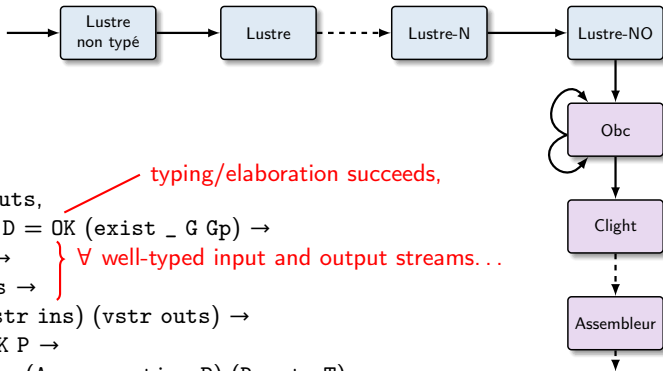 Lustre
non typé
Lustre
Lustre-N
Lustre-NO
Obc
typing/elaboration succeeds,
uts,
D = OK (exist _ G Gp) →
Clight
→
∀ well-typed input and output streams...
s →
str ins) (vstr outs) →
Assembleur
K P →